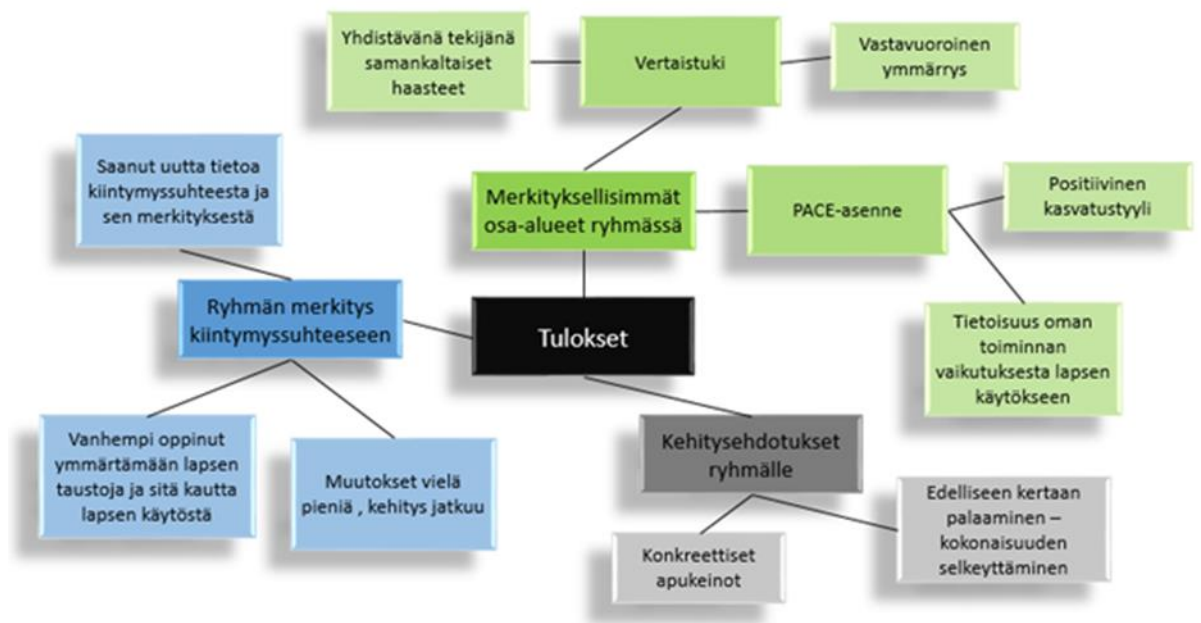 Yhdistävänä tekijänä
samankaltaiset
haasteet
Vertaistuki
Vastavuoroinen
ymmärrys
Saanut uutta tietoa
kiintymyssuhteesta ja
sen merkityksestä
Merkityksellisimmät
osa-alueet ryhmässä
PACE-asenne
Positiivinen
kasvatustyyli
Ryhmän merkitys
kiintymyssuhteeseen
Tulokset
Tietoisuus oman
toiminnan
vaikutuksesta lapsen
käytökseen
Vanhempi oppinut
ymmärtämään lapsen
taustoja ja sitä kautta
lapsen käytöstä
Muutokset vielä
pieniä , kehitys jatkuu
Kehitysehdotukset
ryhmälle
Konkreettiset
apukeinot
Edelliseen kertaan
palaaminen –
kokonaisuuden
selkeyttäminen